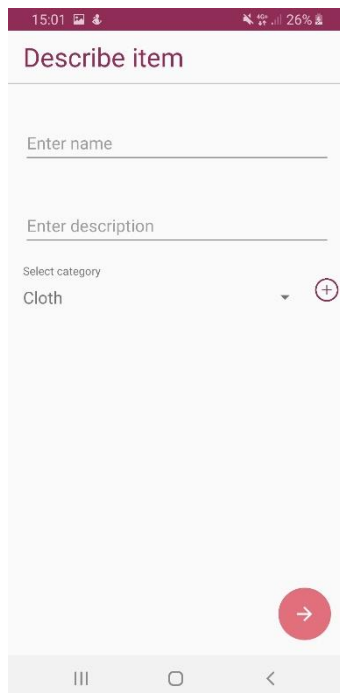 15:01 26%
Describe item
Enter name
Enter description
Select category
Cloth